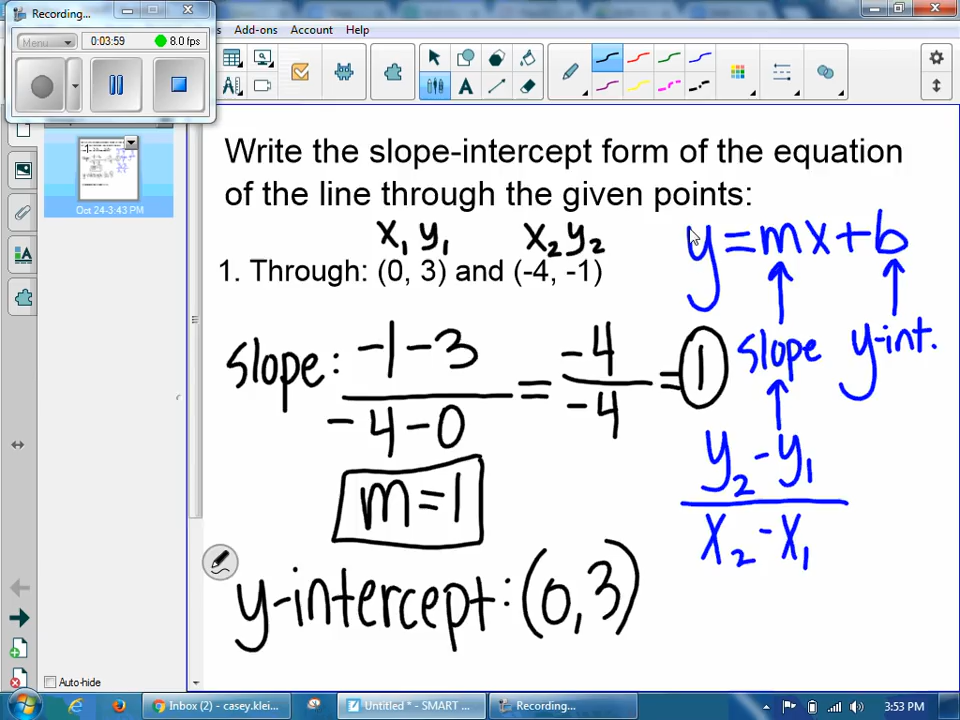 Recording...
Menu
00:03:59
8.0 fps
ns Account Help
Oct 24-3:43 PM
Write the slope-intercept form of the equation
of the line through the given points:
x₁ y₁ x₂ y₂
1. Through: (0, 3) and (-4, -1)
y = mx + b
slope y-int.
slope: -1 - 3
-4 - 0
= -4
-4
= 1
y₂ - y₁
x₂ - x₁
m = 1
y-intercept: (0, 3)
Auto-hide
Inbox (2) - casey.klei...
Untitled * - SMART ...
Recording...
3:53 PM